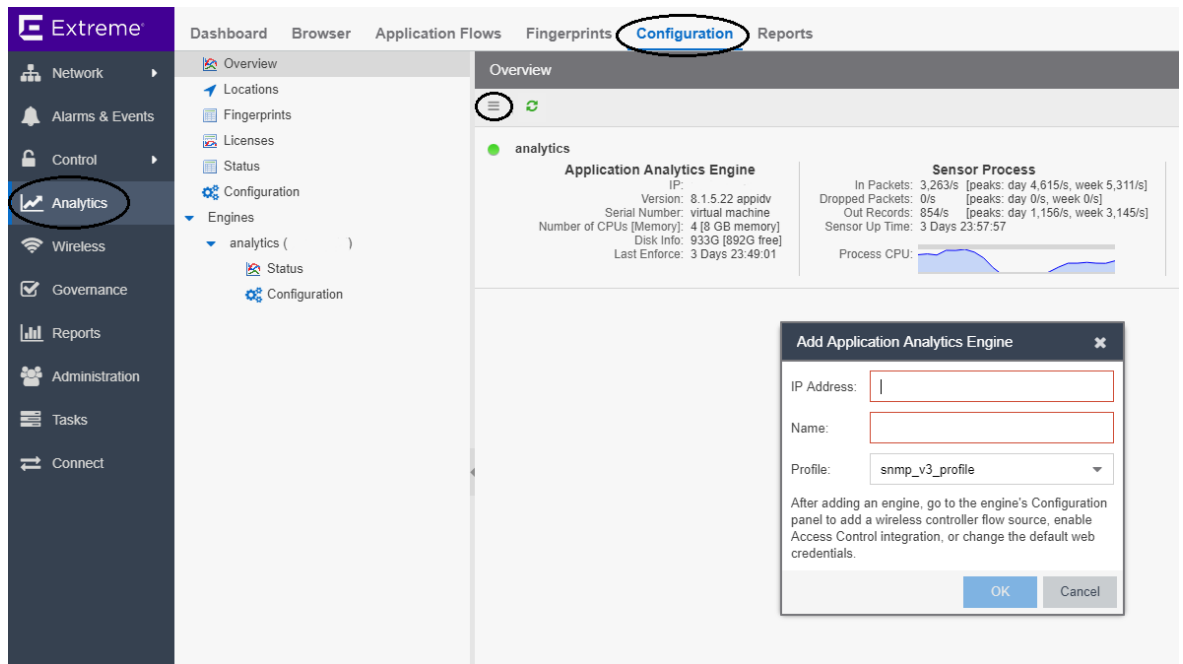 Extreme
Dashboard Browser Application Flows Fingerprints Configuration Reports
Network
Alarms & Events
Control
Analytics
Wireless
Governance
Reports
Administration
Tasks
Connect
Overview
Locations
Fingerprints
Licenses
Status
Configuration
Engines
analytics ( )
Status
Configuration
Overview
analytics
Application Analytics Engine
IP:
Version: 8.1.5.22 appidv
Serial Number: virtual machine
Number of CPUs [Memory]: 4 [8 GB memory]
Disk Info: 933G [892G free]
Last Enforce: 3 Days 23:49:01
Sensor Process
In Packets: 3,263/s [peaks: day 4,615/s, week 5,311/s]
Dropped Packets: 0/s [peaks: day 0/s, week 0/s]
Out Records: 854/s [peaks: day 1,156/s, week 3,145/s]
Sensor Up Time: 3 Days 23:57:57
Process CPU:
Add Application Analytics Engine
IP Address:
Name:
Profile: snmp_v3_profile
After adding an engine, go to the engine's Configuration
panel to add a wireless controller flow source, enable
Access Control integration, or change the default web
credentials.
OK Cancel